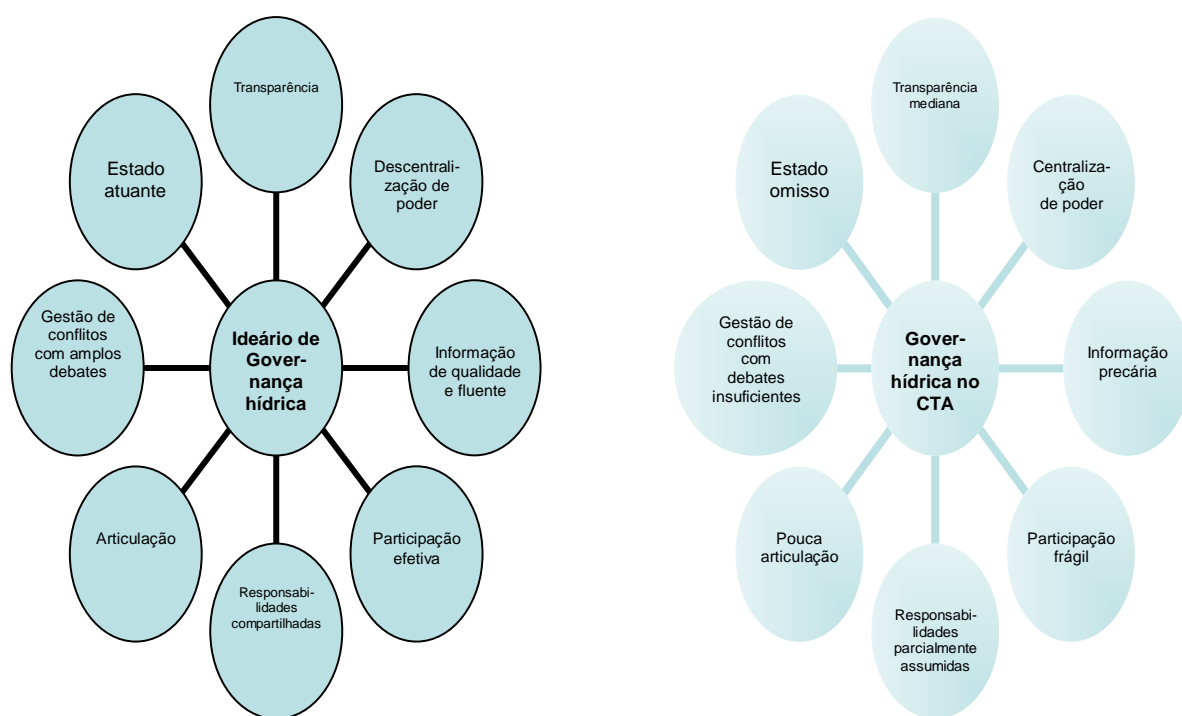 Transparência
Estado
atuante
Descentrali-
zação de
poder
Gestão de
conflitos
com amplos
debates
Ideário de
Gover-
nança
hídrica
Informação
de qualidade
e fluente
Articulação
Participação
efetiva
Responsabi-
lidades
compartilhadas
Transparência
mediana
Estado
omisso
Centraliza-
ção
de poder
Gestão de
conflitos
com
debates
insuficientes
Gover-
nança
hídrica no
CTA
Informação
precária
Pouca
articulação
Participação
frágil
Responsabi-
lidades
parcialmente
assumidas